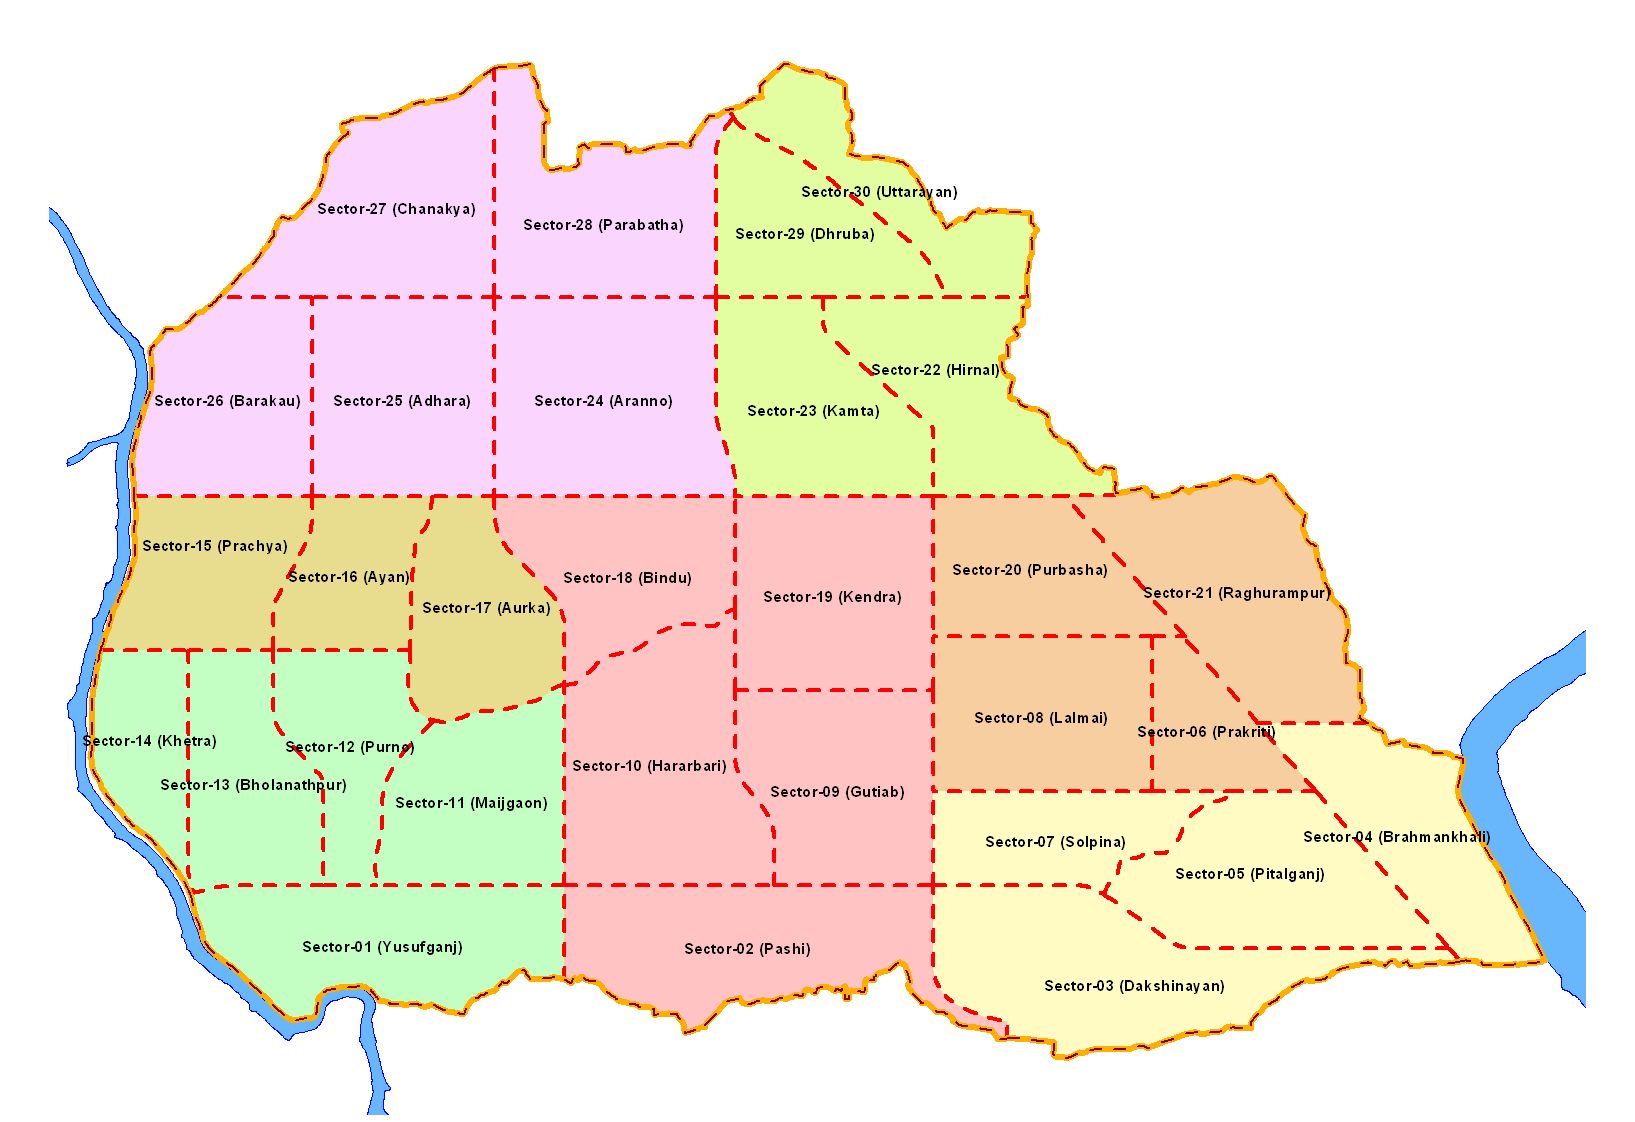 Sector-30 (Uttarayan)
Sector-27 (Chanakya)
Sector-28 (Parabatha)
Sector-29 (Dhruba)
Sector-22 (Hirnal)
Sector-26 (Barakau)
Sector-25 (Adhara)
Sector-24 (Aranno)
Sector-23 (Kamta)
Sector-15 (Prachya)
Sector-16 (Ayan)
Sector-18 (Bindu)
Sector-20 (Purbasha)
Sector-17 (Aurka)
Sector-19 (Kendra)
Sector-21 (Raghurampur)
Sector-08 (Lalmai)
Sector-06 (Prakriti)
Sector-14 (Khetra)
Sector-12 (Purno)
Sector-10 (Hararbari)
Sector-13 (Bholanathpur)
Sector-09 (Gutiab)
Sector-11 (Maijgaon)
Sector-07 (Solpina)
Sector-04 (Brahmankhali)
Sector-05 (Pitalganj)
Sector-01 (Yusufganj)
Sector-02 (Pashi)
Sector-03 (Dakshinayan)